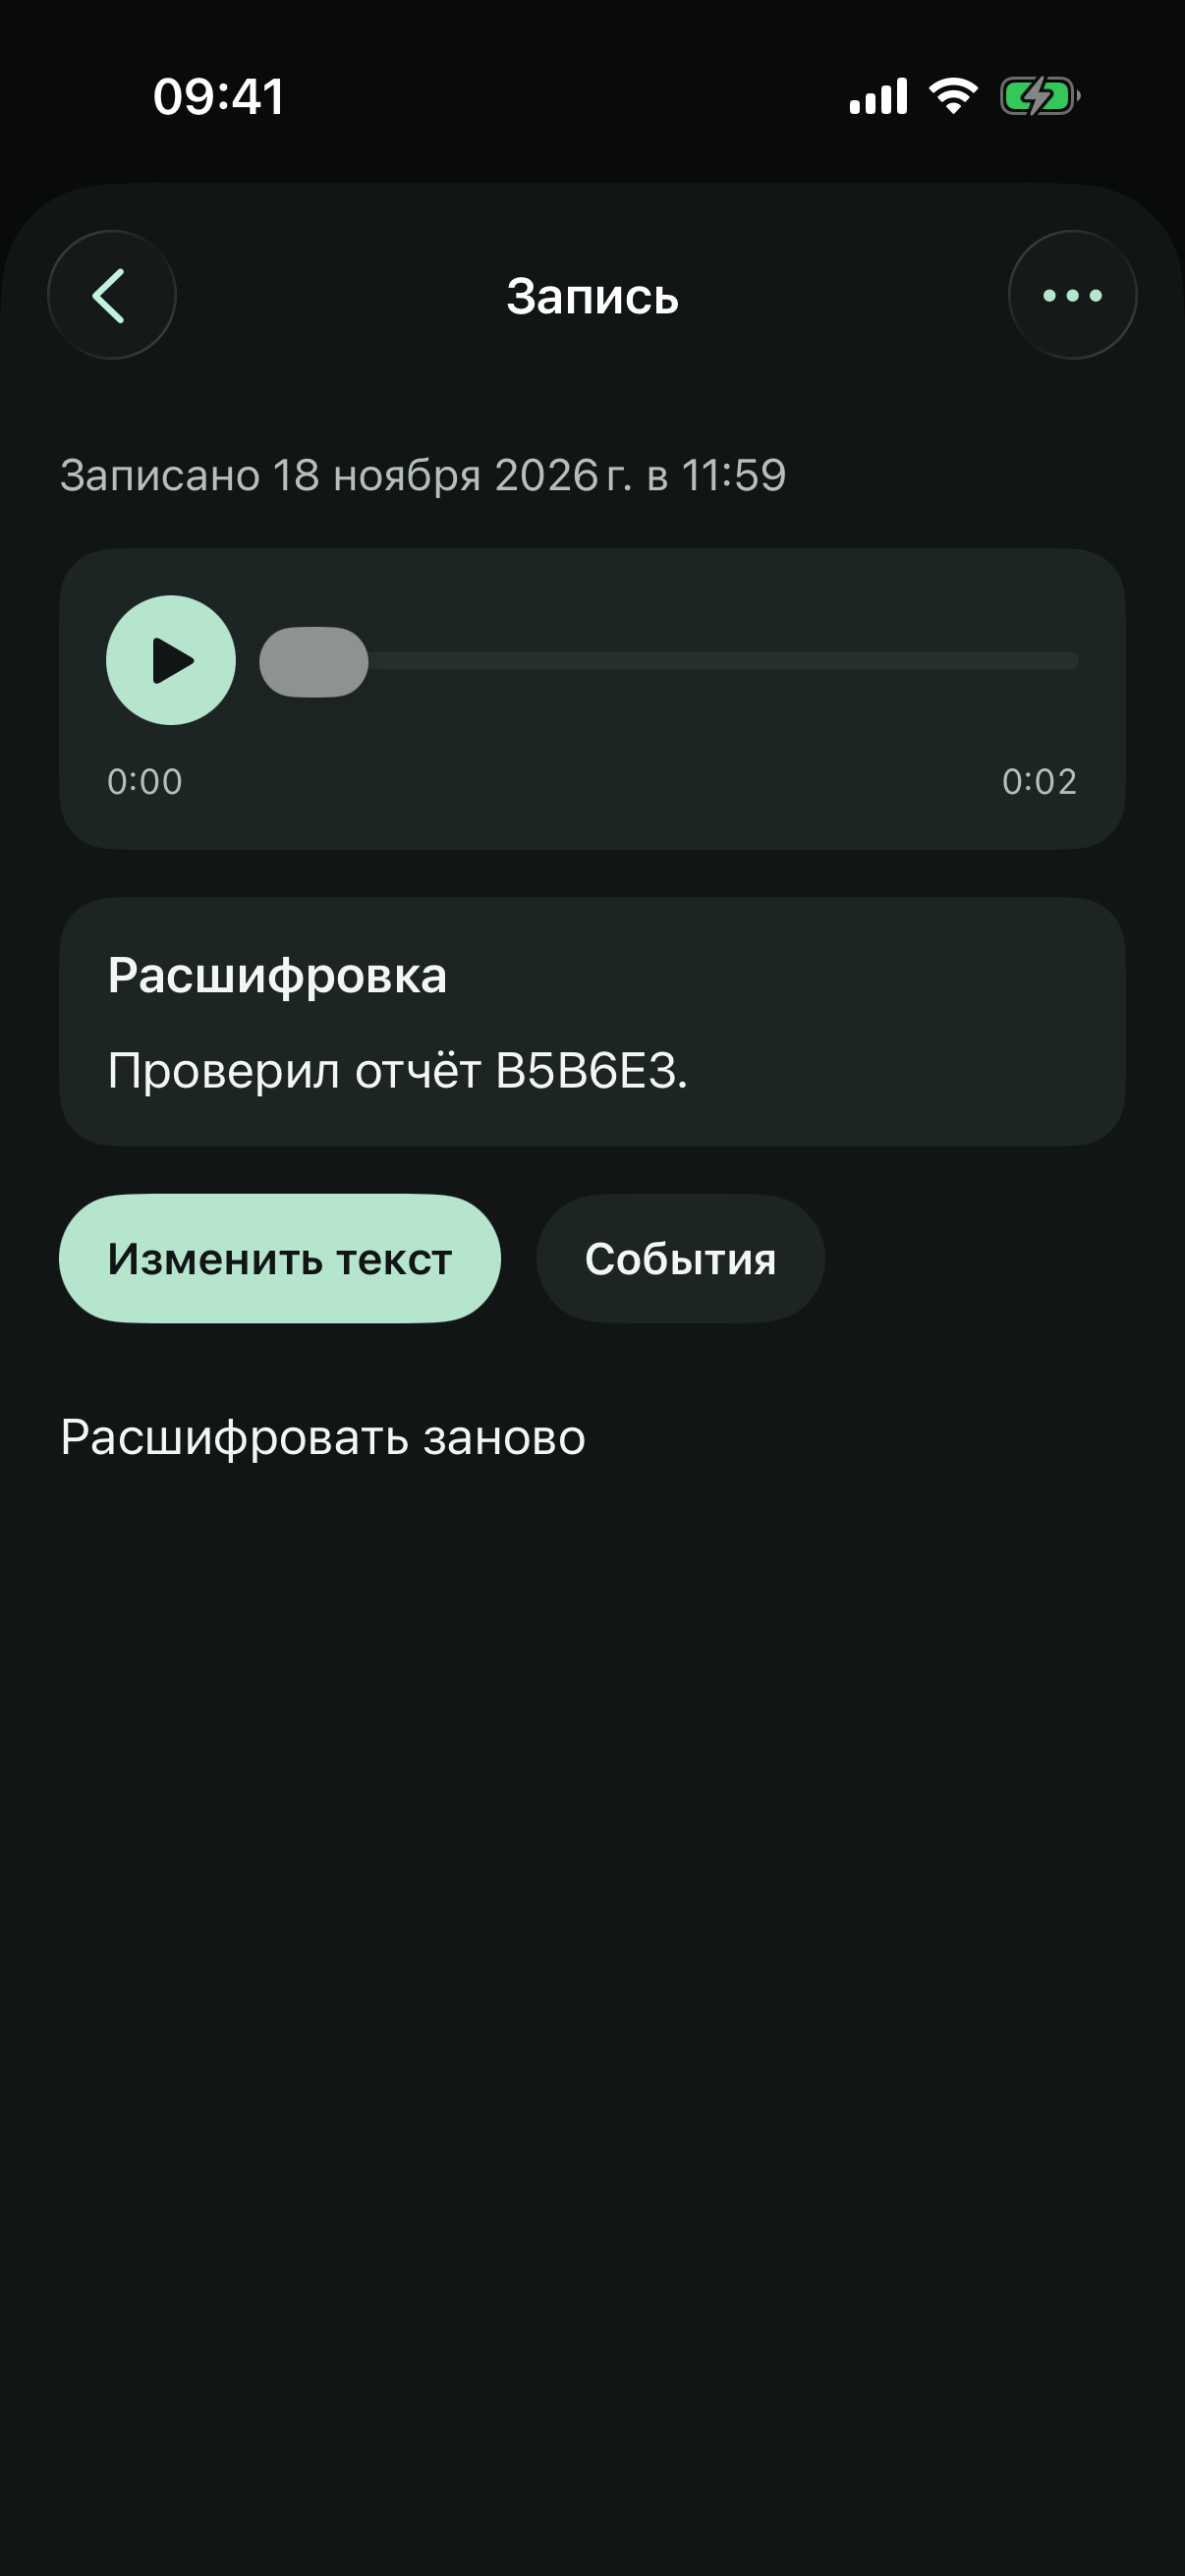 09:41
Запись
Записано 18 ноября 2026 г. в 11:59
0:00
0:02
Расшифровка
Проверил отчёт B5B6E3.
Изменить текст
События
Расшифровать заново